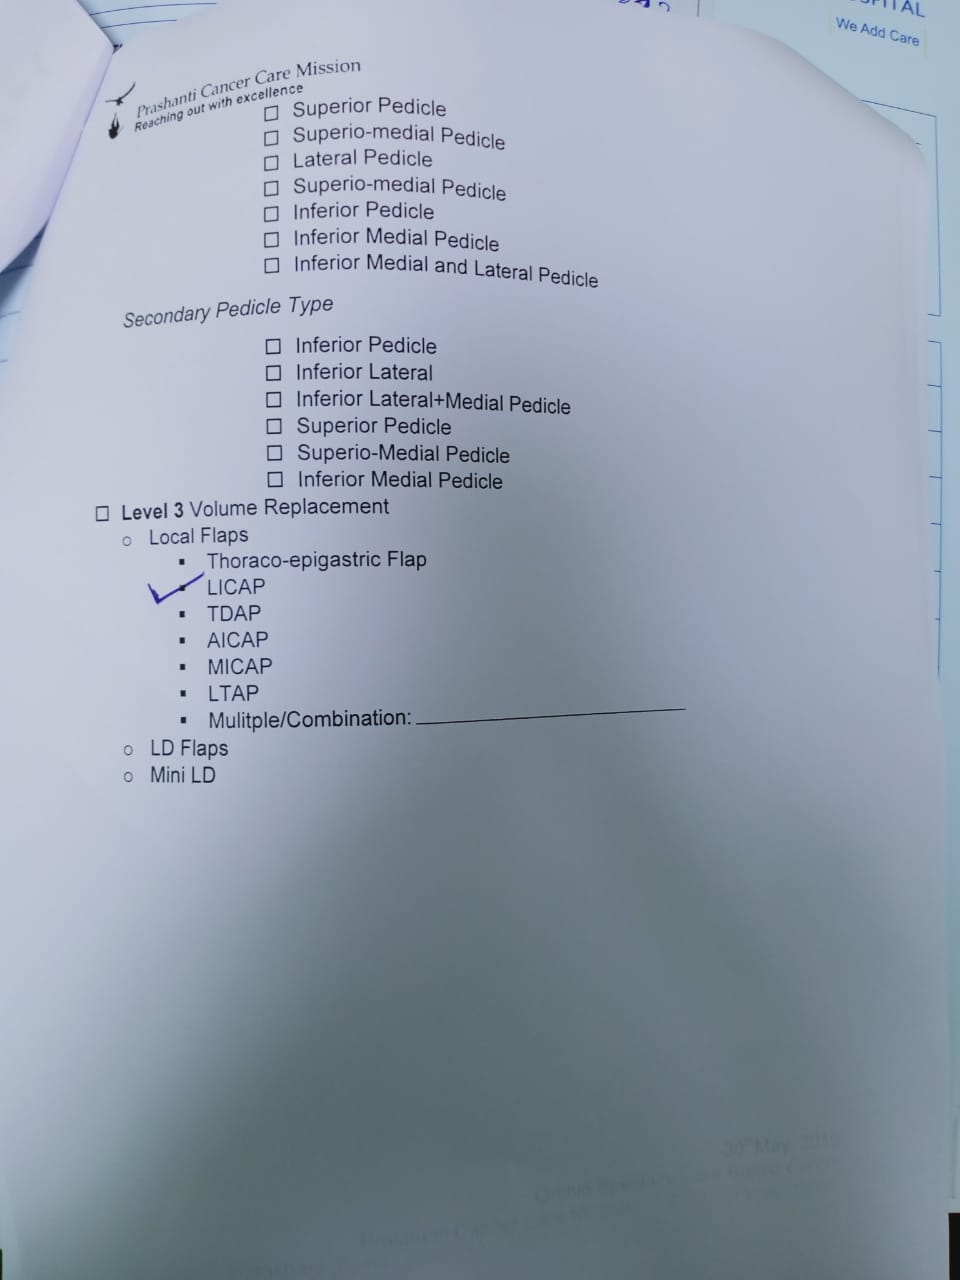 SPITAL
We Add Care
Prashanti Cancer Care Mission
Reaching out with excellence
☐ Superior Pedicle
☐ Superio-medial Pedicle
☐ Lateral Pedicle
☐ Superio-medial Pedicle
☐ Inferior Pedicle
☐ Inferior Medial Pedicle
☐ Inferior Medial and Lateral Pedicle
Secondary Pedicle Type
☐ Inferior Pedicle
☐ Inferior Lateral
☐ Inferior Lateral+Medial Pedicle
☐ Superior Pedicle
☐ Superio-Medial Pedicle
☐ Inferior Medial Pedicle
☐ Level 3 Volume Replacement
○ Local Flaps
▪ Thoraco-epigastric Flap
✓ LICAP
▪ TDAP
▪ AICAP
▪ MICAP
▪ LTAP
▪ Mulitple/Combination:
○ LD Flaps
○ Mini LD